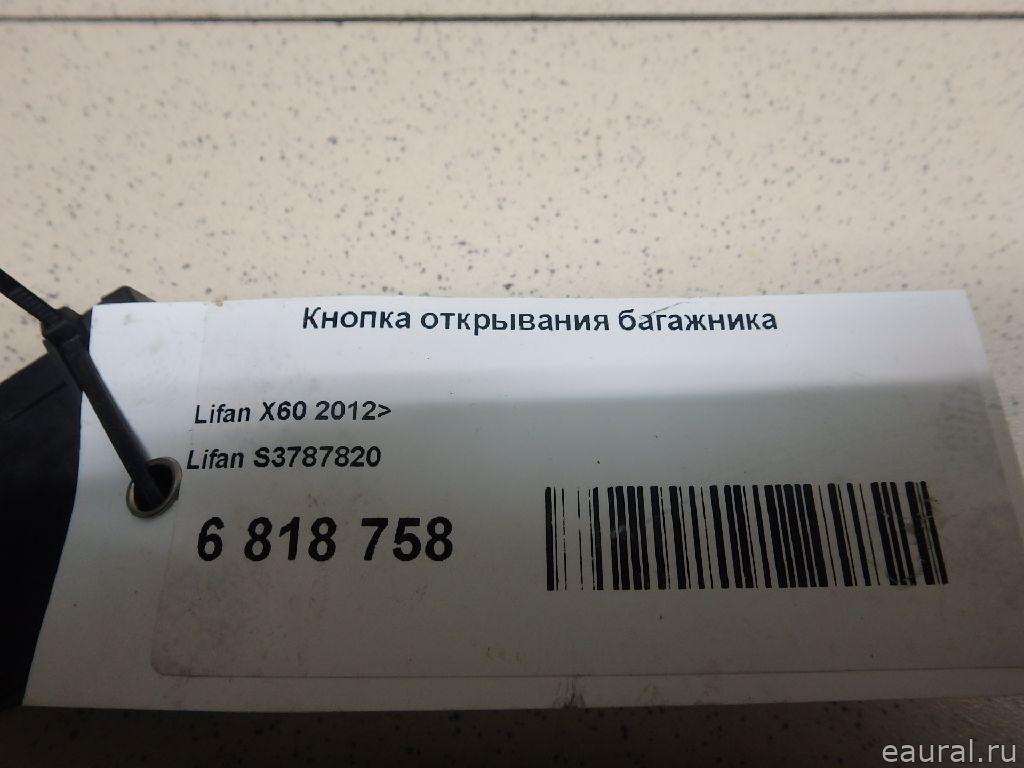 Кнопка открывания багажника
Lifan X60 2012>
Lifan S3787820
6 818 758
eaural.ru